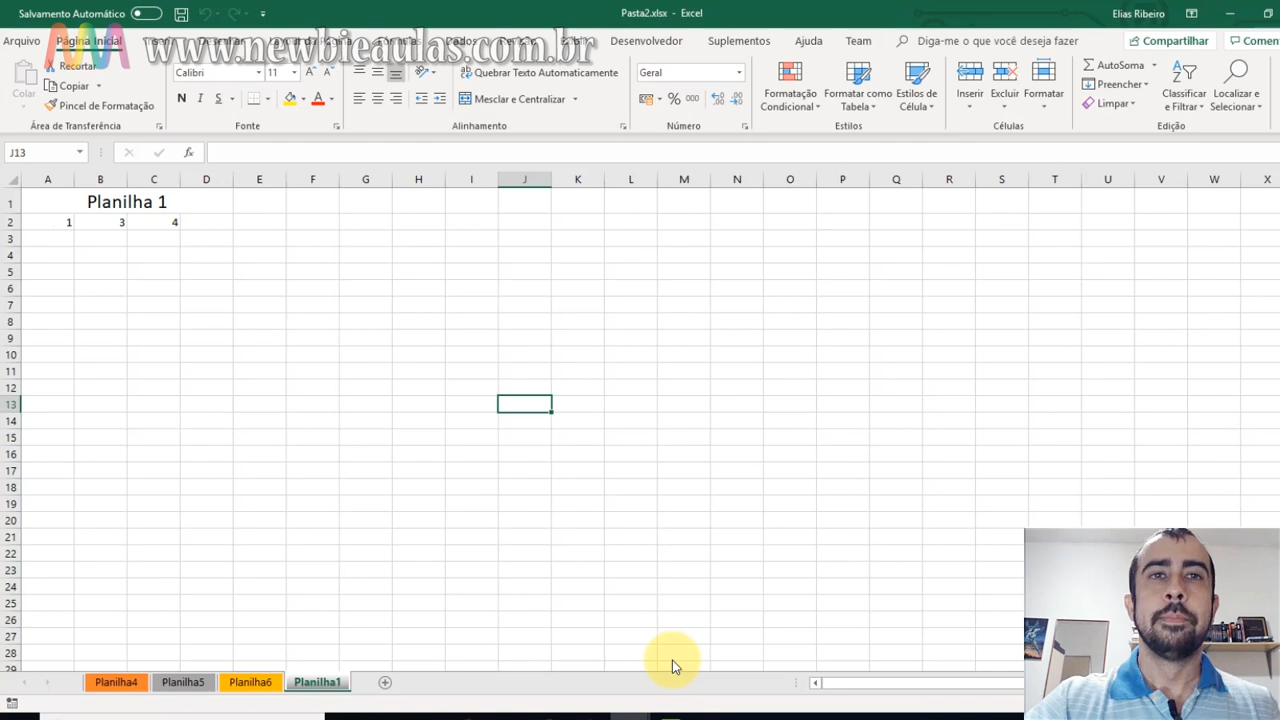 Salvamento Automático
Pasta2.xlsx - Excel
Elias Ribeiro
Arquivo
Página Inicial
Desenvolvedor
Suplementos
Ajuda
Team
Diga-me o que você deseja fazer
Compartilhar
Comen
www.newbieaulas.com.br
Colar
Recortar
Copiar
Pincel de Formatação
Área de Transferência
Calibri
11
N I S
Fonte
Quebrar Texto Automaticamente
Mesclar e Centralizar
Alinhamento
Geral
% 000
Número
Formatação Condicional
Formatar como Tabela
Estilos de Célula
Estilos
Inserir
Excluir
Formatar
Células
AutoSoma
Preencher
Limpar
Classificar e Filtrar
Localizar e Selecionar
Edição
J13
fx
A B C D E F G H I J K L M N O P Q R S T U V W X
1 Planilha 1
2 1 3 4
3
4
5
6
7
8
9
10
11
12
13
14
15
16
17
18
19
20
21
22
23
24
25
26
27
28
29
Planilha4 Planilha5 Planilha6 Planilha1